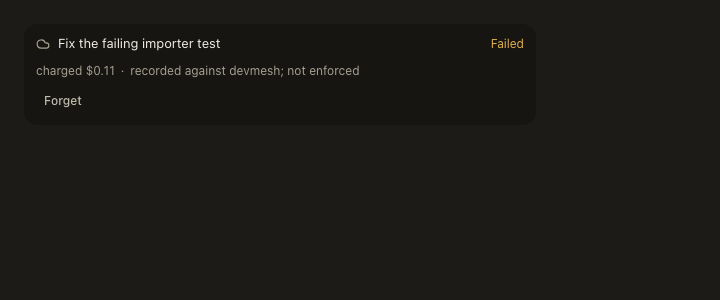 Fix the failing importer test
Failed
charged $0.11 · recorded against devmesh; not enforced
Forget